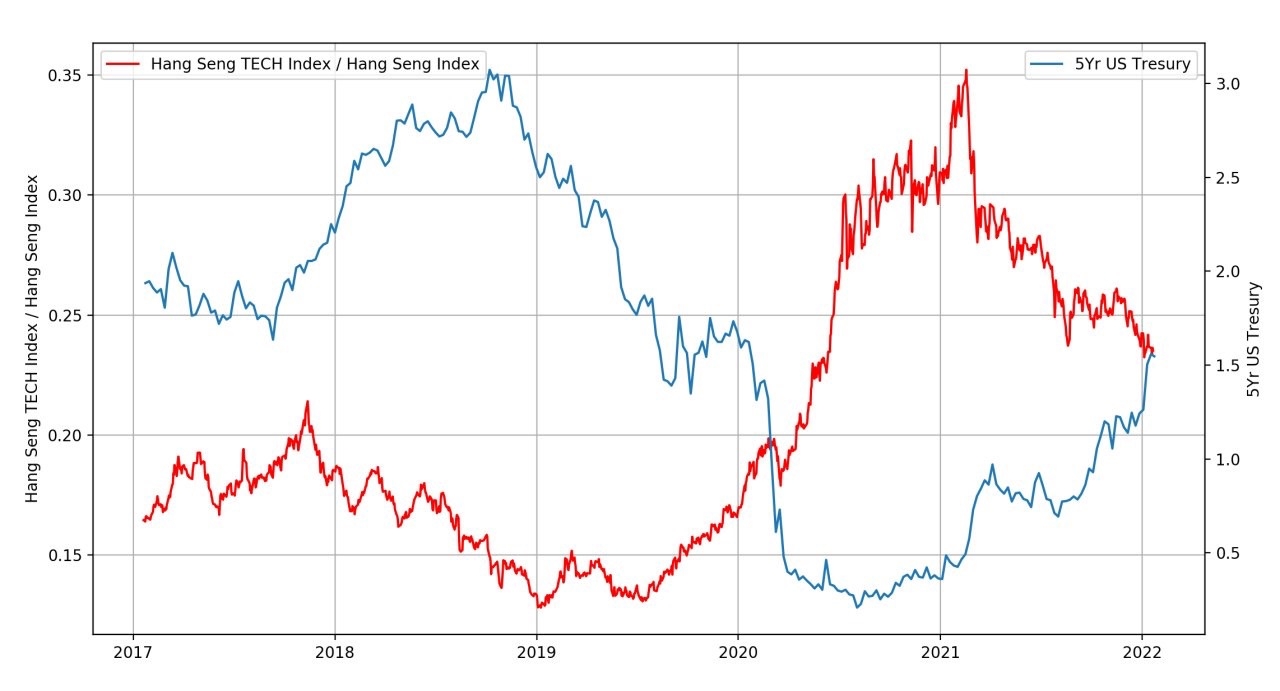 Hang Seng TECH Index / Hang Seng Index
5Yr US Tresury
Hang Seng TECH Index / Hang Seng Index
0.35
0.30
0.25
0.20
0.15
3.0
2.5
2.0
1.5
1.0
0.5
5Yr US Tresury
2017 2018 2019 2020 2021 2022